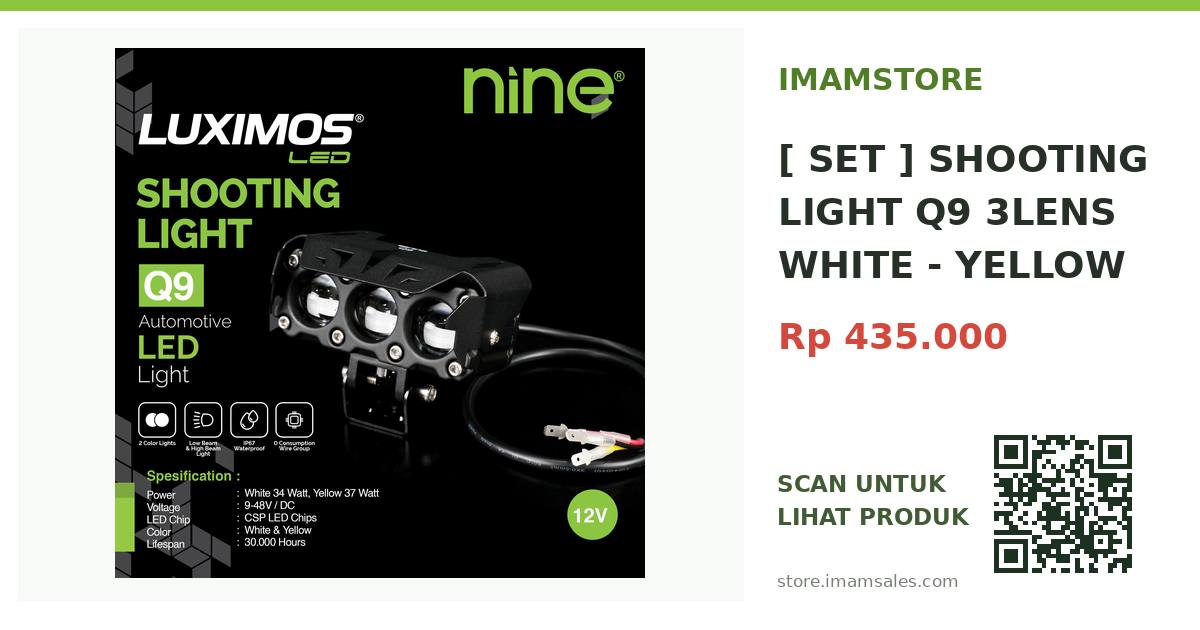 nine®
LUXIMOS®
LED
SHOOTING
LIGHT
Q9
Automotive
LED
Light
2 Color Lights
Low Beam
& High Beam
Light
IP67
Waterproof
0 Consumption
Wire Group
Spesification :
Power : White 34 Watt, Yellow 37 Watt
Voltage : 9-48V / DC
LED Chip : CSP LED Chips
Color : White & Yellow
Lifespan : 30.000 Hours
12V
IMAMSTORE
[ SET ] SHOOTING
LIGHT Q9 3LENS
WHITE - YELLOW
Rp 435.000
SCAN UNTUK
LIHAT PRODUK
store.imamsales.com